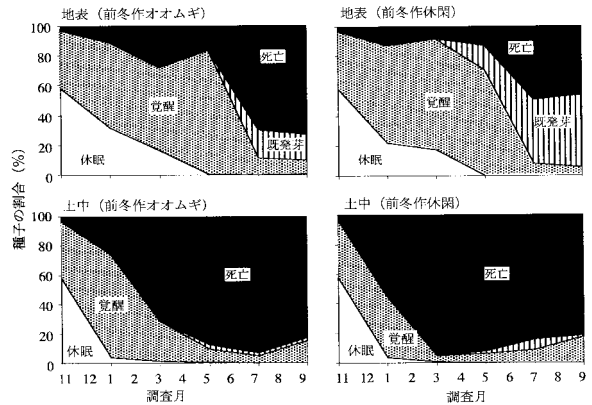 地表（前冬作オオムギ）
地表（前冬作休閑）
種子の割合（％）
100
80
60
40
20
0
死亡
覚醒
既発芽
休眠
死亡
覚醒
既発芽
休眠
土中（前冬作オオムギ）
土中（前冬作休閑）
100
80
60
40
20
0
死亡
覚醒
休眠
死亡
覚醒
休眠
11 12 1 2 3 4 5 6 7 8 9
11 12 1 2 3 4 5 6 7 8 9
調査月
調査月